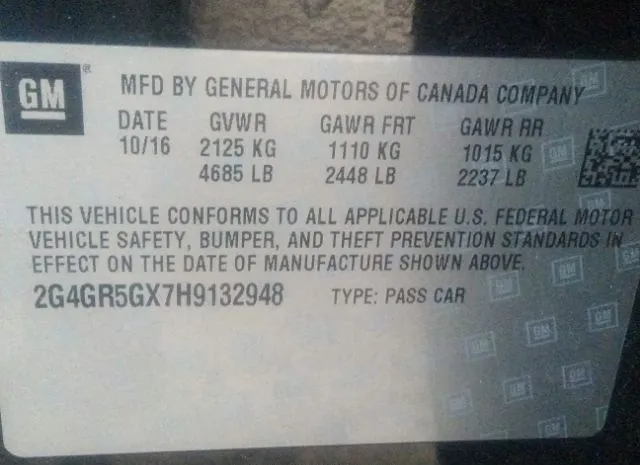 GM ® MFD BY GENERAL MOTORS OF CANADA COMPANY
DATE GVWR GAWR FRT GAWR RR
10/16 2125 KG 1110 KG 1015 KG
4685 LB 2448 LB 2237 LB
THIS VEHICLE CONFORMS TO ALL APPLICABLE U.S. FEDERAL MOTOR
VEHICLE SAFETY, BUMPER, AND THEFT PREVENTION STANDARDS IN
EFFECT ON THE DATE OF MANUFACTURE SHOWN ABOVE.
2G4GR5GX7H9132948 TYPE: PASS CAR